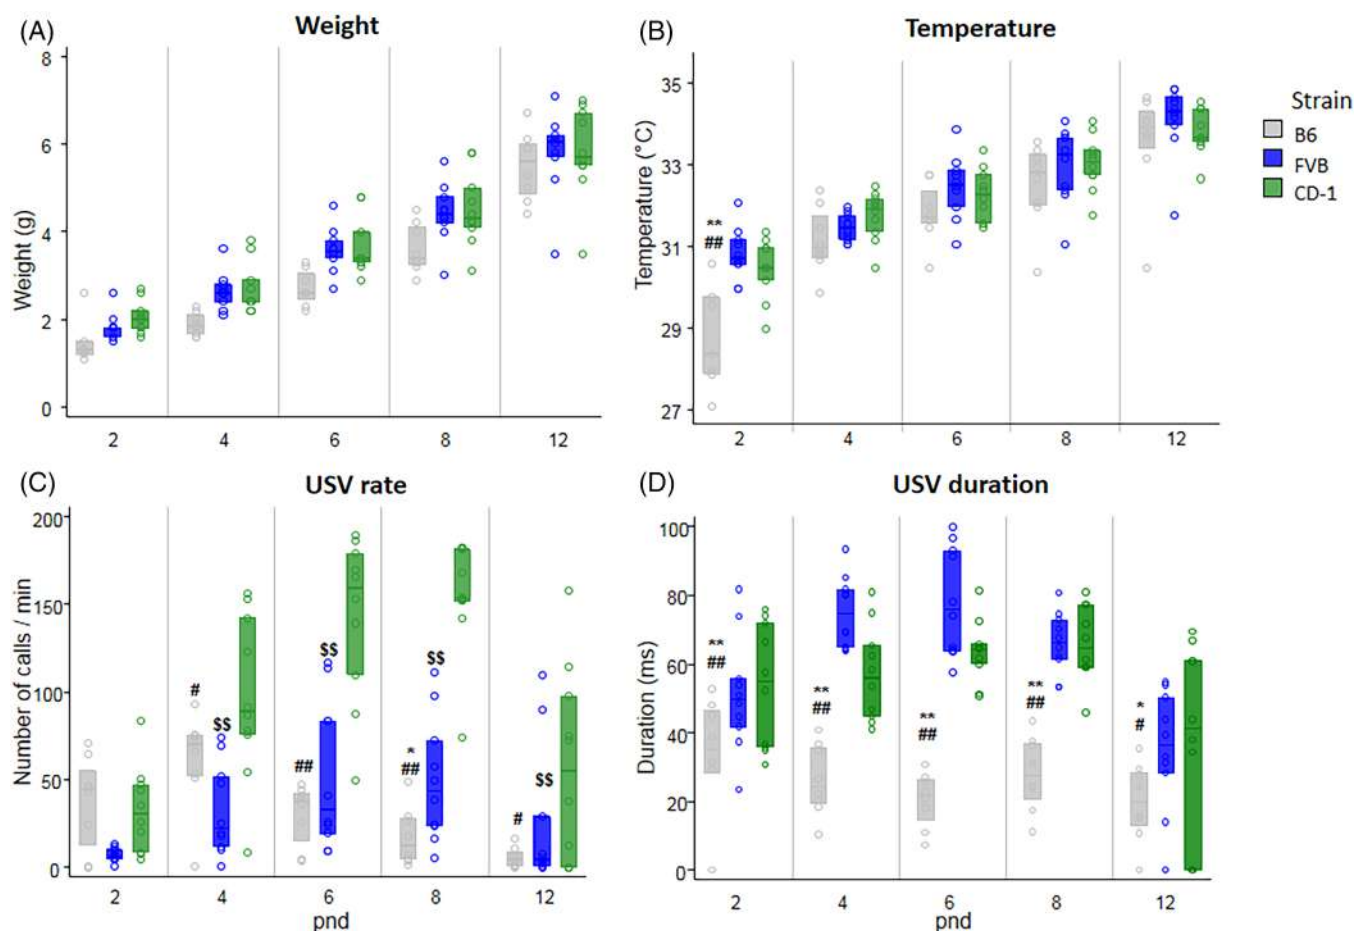 (A) Weight
8
6
4
2
0
Weight (g)
2 4 6 8 12
(B) Temperature
35
33
31
29
27
Temperature (°C)
**
##
2 4 6 8 12
Strain
B6
FVB
CD-1
(C) USV rate
200
150
100
50
0
Number of calls / min
#
$$
##
$$
*
##
$$
#
$$
2 4 6 8 12
pnd
(D) USV duration
100
80
60
40
20
0
Duration (ms)
**
##
**
##
**
##
**
##
*
#
2 4 6 8 12
pnd